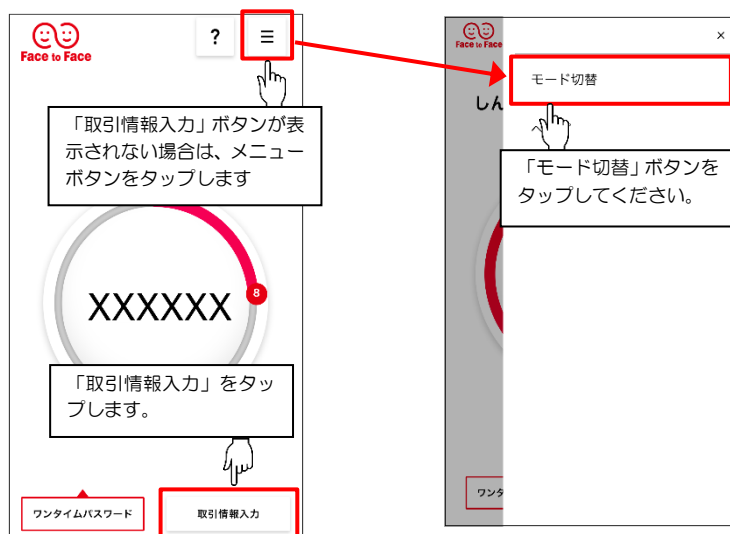 Face to Face
?
「取引情報入力」ボタンが表
示されない場合は、メニュー
ボタンをタップします
8
XXXXXX
「取引情報入力」をタッ
プします。
ワンタイムパスワード
取引情報入力
Face to Face
×
モード切替
しん
「モード切替」ボタンを
タップしてください。
ワンタ